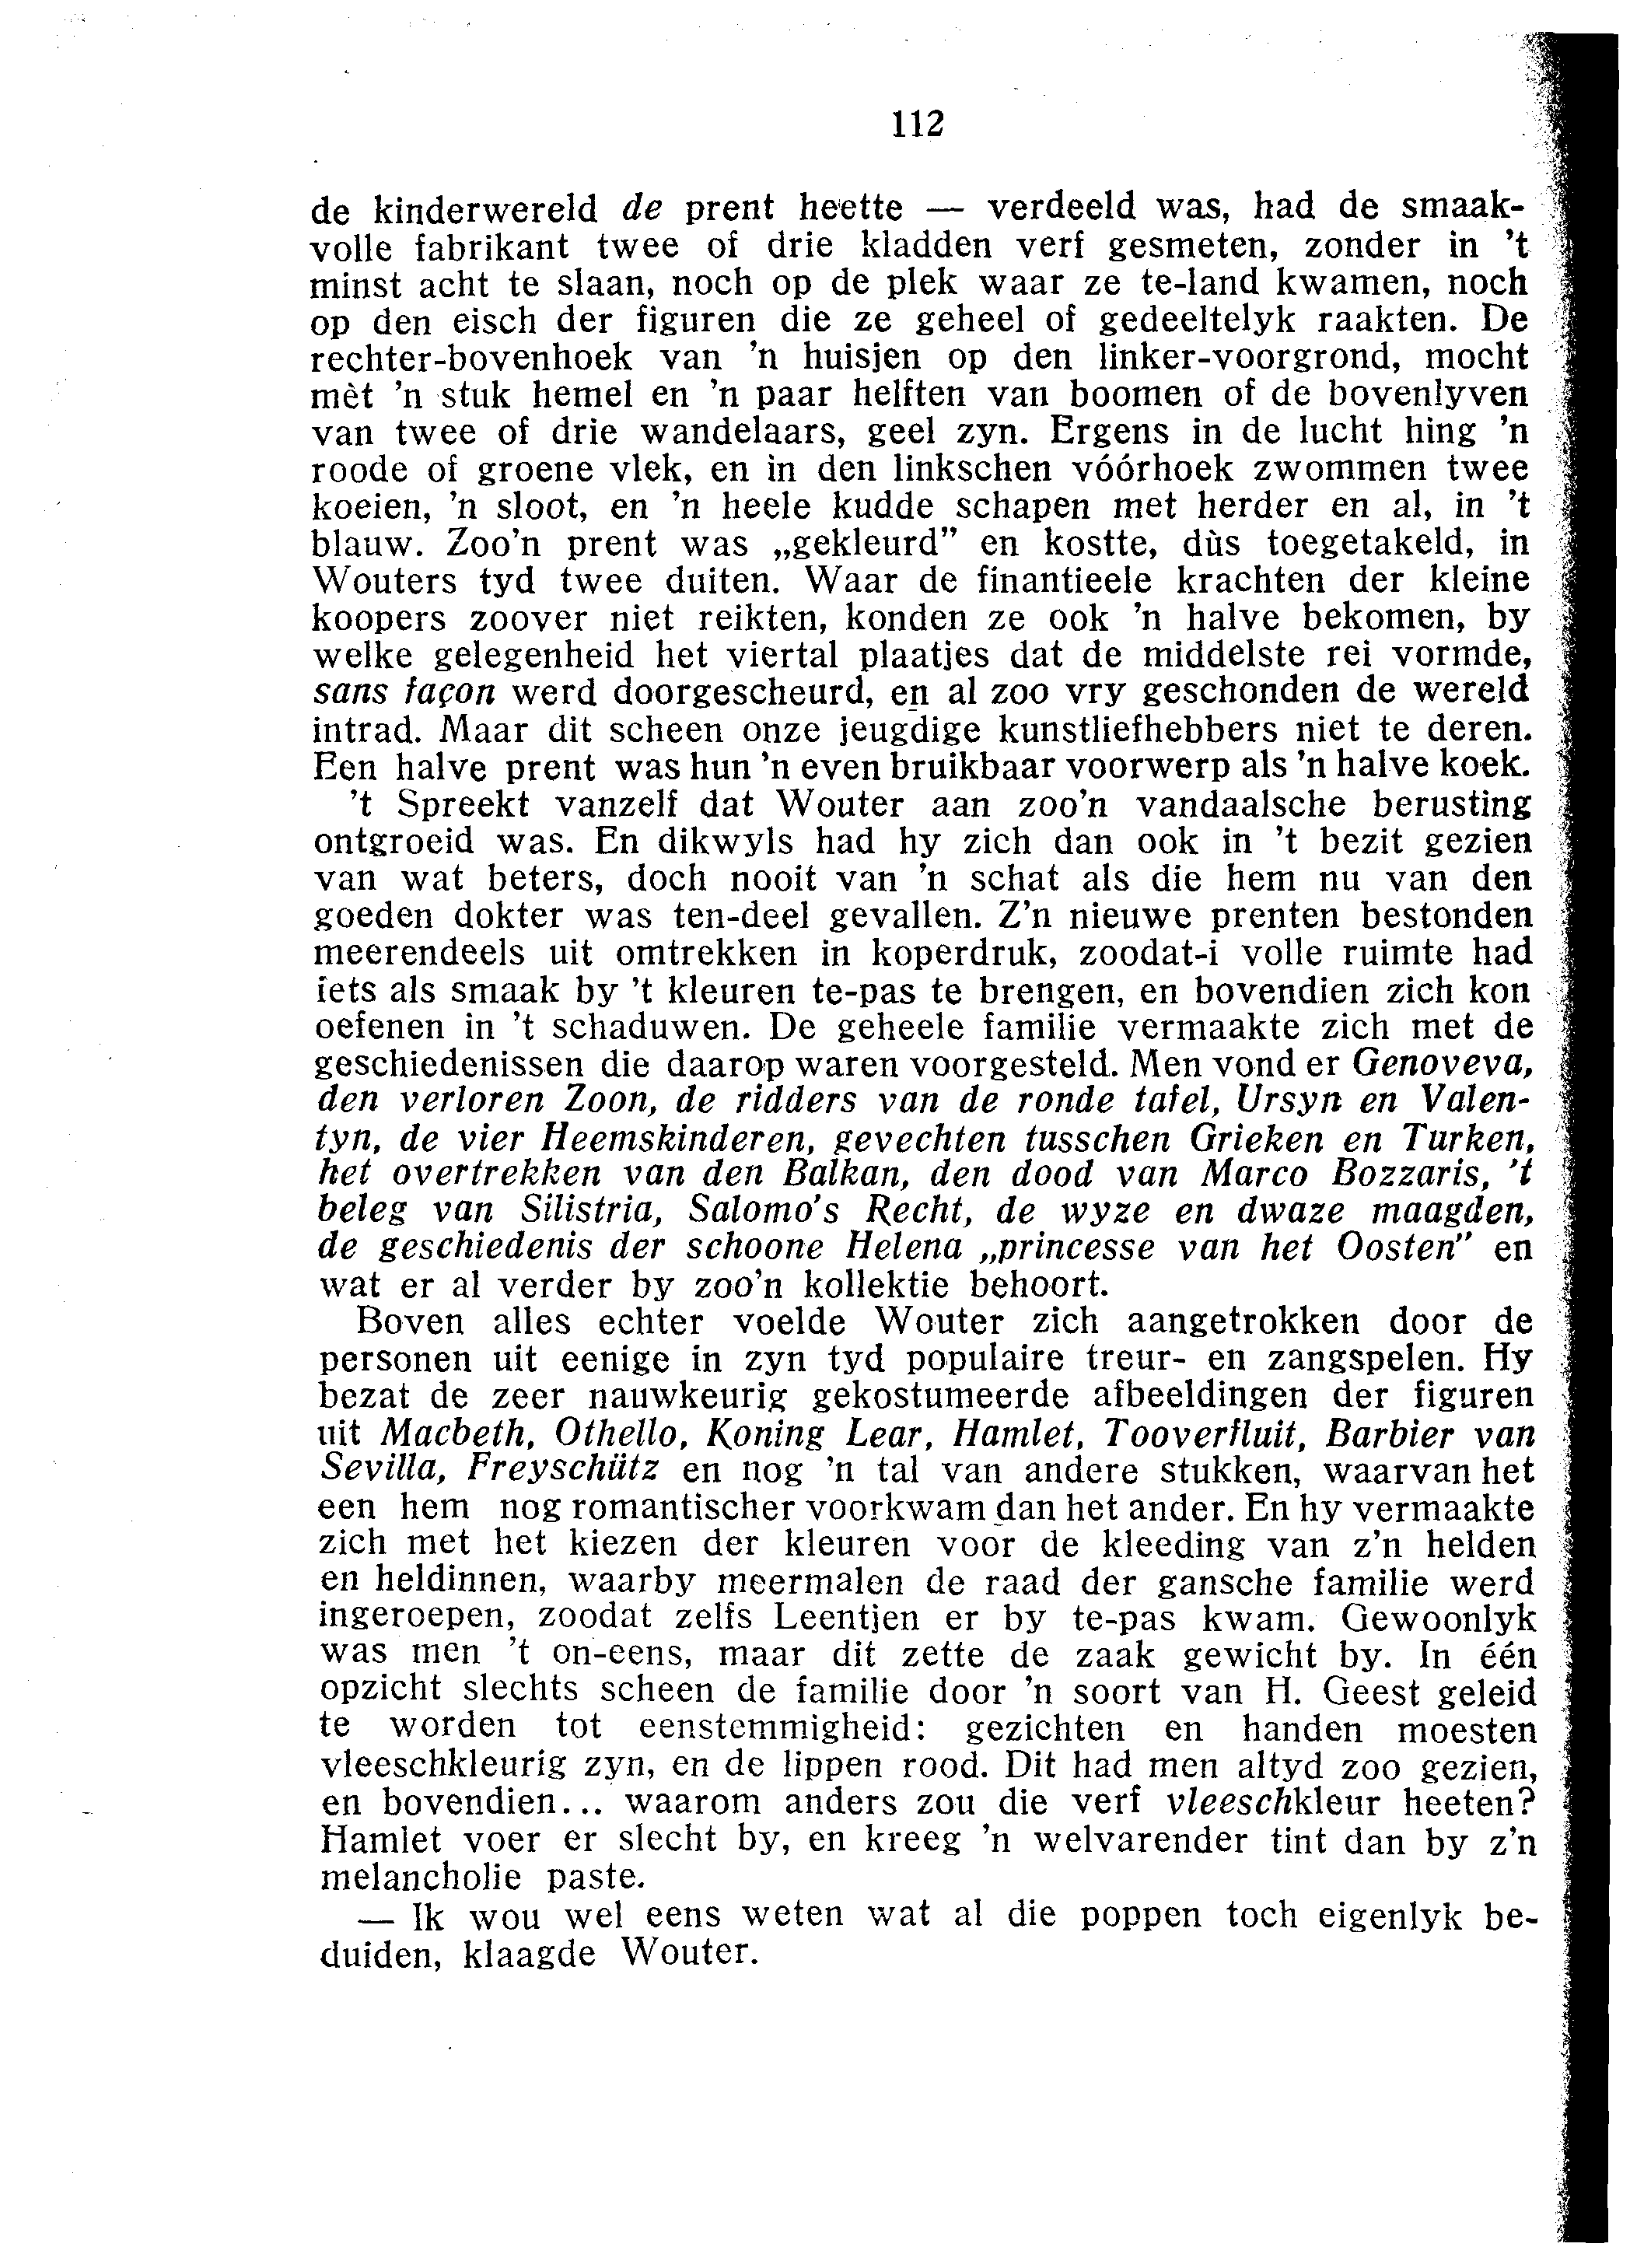 112
de kinderwereld de prent heette — verdeeld was, had de smaak-
volle fabrikant twee of drie kladden verf gesmeten, zonder in 't
minst acht te slaan, noch op de plek waar ze te-land kwamen, noch
op den eisch der figuren die ze geheel of gedeeltelyk raakten. De
rechter-bovenhoek van 'n huisjen op den linker-voorgrond, mocht
mèt 'n stuk hemel en 'n paar helften van boomen of de bovenlyven
van twee of drie wandelaars, geel zyn. Ergens in de lucht hing 'n
roode of groene vlek, en in den linkschen vóórhoek zwommen twee
koeien, 'n sloot, en 'n heele kudde schapen met herder en al, in 't
blauw. Zoo'n prent was „gekleurd” en kostte, dùs toegetakeld, in
Wouters tyd twee duiten. Waar de finantieele krachten der kleine
koopers zoover niet reikten, konden ze ook 'n halve bekomen, by
welke gelegenheid het viertal plaatjes dat de middelste rei vormde,
sans façon werd doorgescheurd, en al zoo vry geschonden de wereld
intrad. Maar dit scheen onze jeugdige kunstliefhebbers niet te deren.
Een halve prent was hun 'n even bruikbaar voorwerp als 'n halve koek.
't Spreekt vanzelf dat Wouter aan zoo'n vandaalsche berusting
ontgroeid was. En dikwyls had hy zich dan ook in 't bezit gezien
van wat beters, doch nooit van 'n schat als die hem nu van den
goeden dokter was ten-deel gevallen. Z'n nieuwe prenten bestonden
meerendeels uit omtrekken in koperdruk, zoodat-i volle ruimte had
iets als smaak by 't kleuren te-pas te brengen, en bovendien zich kon
oefenen in 't schaduwen. De geheele familie vermaakte zich met de
geschiedenissen die daarop waren voorgesteld. Men vond er Genoveva,
den verloren Zoon, de ridders van de ronde tafel, Ursyn en Valen-
tyn, de vier Heemskinderen, gevechten tusschen Grieken en Turken,
het overtrekken van den Balkan, den dood van Marco Bozzaris, 't
beleg van Silistria, Salomo's Recht, de wyze en dwaze maagden,
de geschiedenis der schoone Helena „princesse van het Oosten” en
wat er al verder by zoo'n kollektie behoort.
Boven alles echter voelde Wouter zich aangetrokken door de
personen uit eenige in zyn tyd populaire treur- en zangspelen. Hy
bezat de zeer nauwkeurig gekostumeerde afbeeldingen der figuren
uit Macbeth, Othello, Koning Lear, Hamlet, Tooverfluit, Barbier van
Sevilla, Freyschütz en nog 'n tal van andere stukken, waarvan het
een hem nog romantischer voorkwam dan het ander. En hy vermaakte
zich met het kiezen der kleuren voor de kleeding van z'n helden
en heldinnen, waarby meermalen de raad der gansche familie werd
ingeroepen, zoodat zelfs Leentjen er by te-pas kwam. Gewoonlyk
was men 't on-eens, maar dit zette de zaak gewicht by. In één
opzicht slechts scheen de familie door 'n soort van H. Geest geleid
te worden tot eenstemmigheid: gezichten en handen moesten
vleeschkleurig zyn, en de lippen rood. Dit had men altyd zoo gezien,
en bovendien... waarom anders zou die verf vleeschkleur heeten?
Hamlet voer er slecht by, en kreeg 'n welvarender tint dan by z'n
melancholie paste.
— Ik wou wel eens weten wat al die poppen toch eigenlyk be-
duiden, klaagde Wouter.